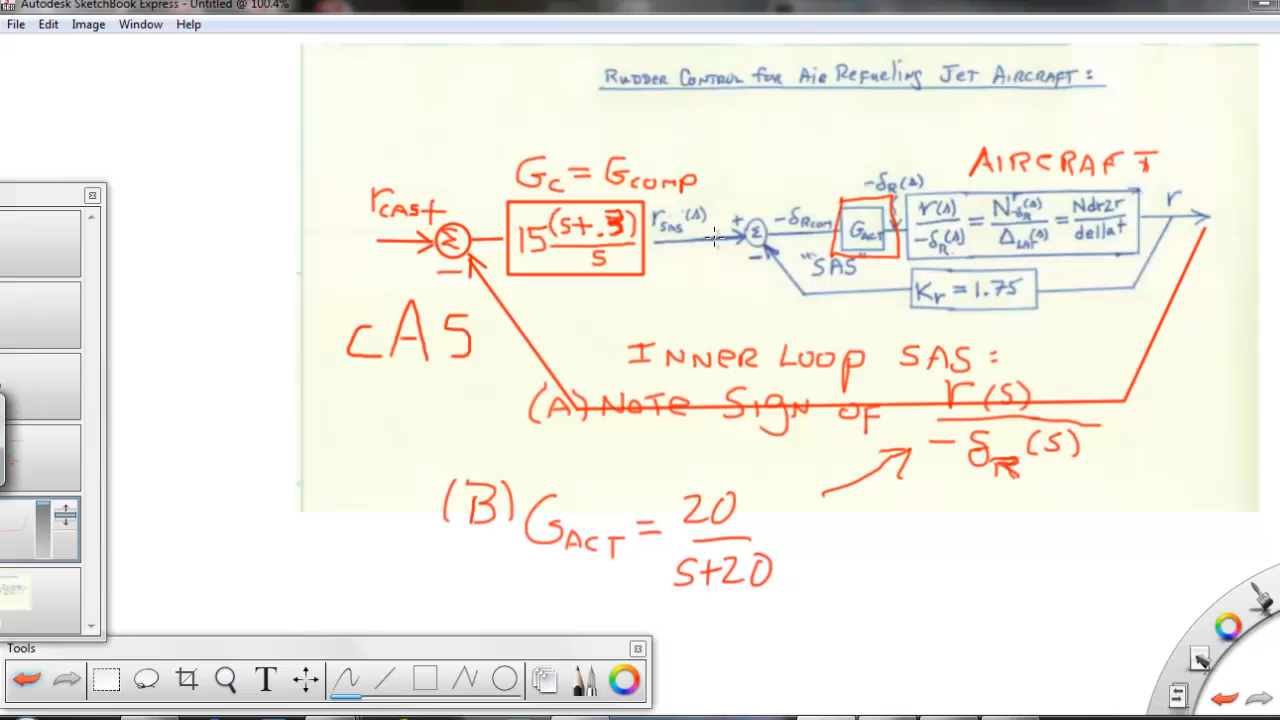 Autodesk SketchBook Express - Untitled @ 100.4%
File Edit Image Window Help
Rudder Control for Air Refueling Jet Aircraft:
AIRCRAFT
Gc = GCOMP
rCAS +
Σ
−
15 (s+.3) / s
rSAS(s)
+
Σ
−
-δRcom
GACT
-δR(s)
r(s) / -δR(s) = N^r_δR(s) / ΔLAT(s) = Ndr2r / dellat
r
"SAS"
Kr = 1.75
CAS
INNER LOOP SAS:
(A) NOTE SIGN OF r(s) / -δR(s)
(B) GACT = 20 / s+20
Tools
T